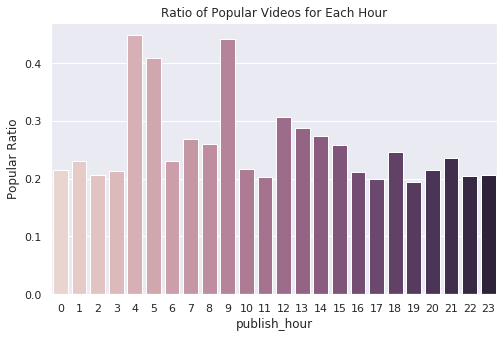 Ratio of Popular Videos for Each Hour
Popular Ratio
0.4
0.3
0.2
0.1
0.0
0 1 2 3 4 5 6 7 8 9 10 11 12 13 14 15 16 17 18 19 20 21 22 23
publish_hour